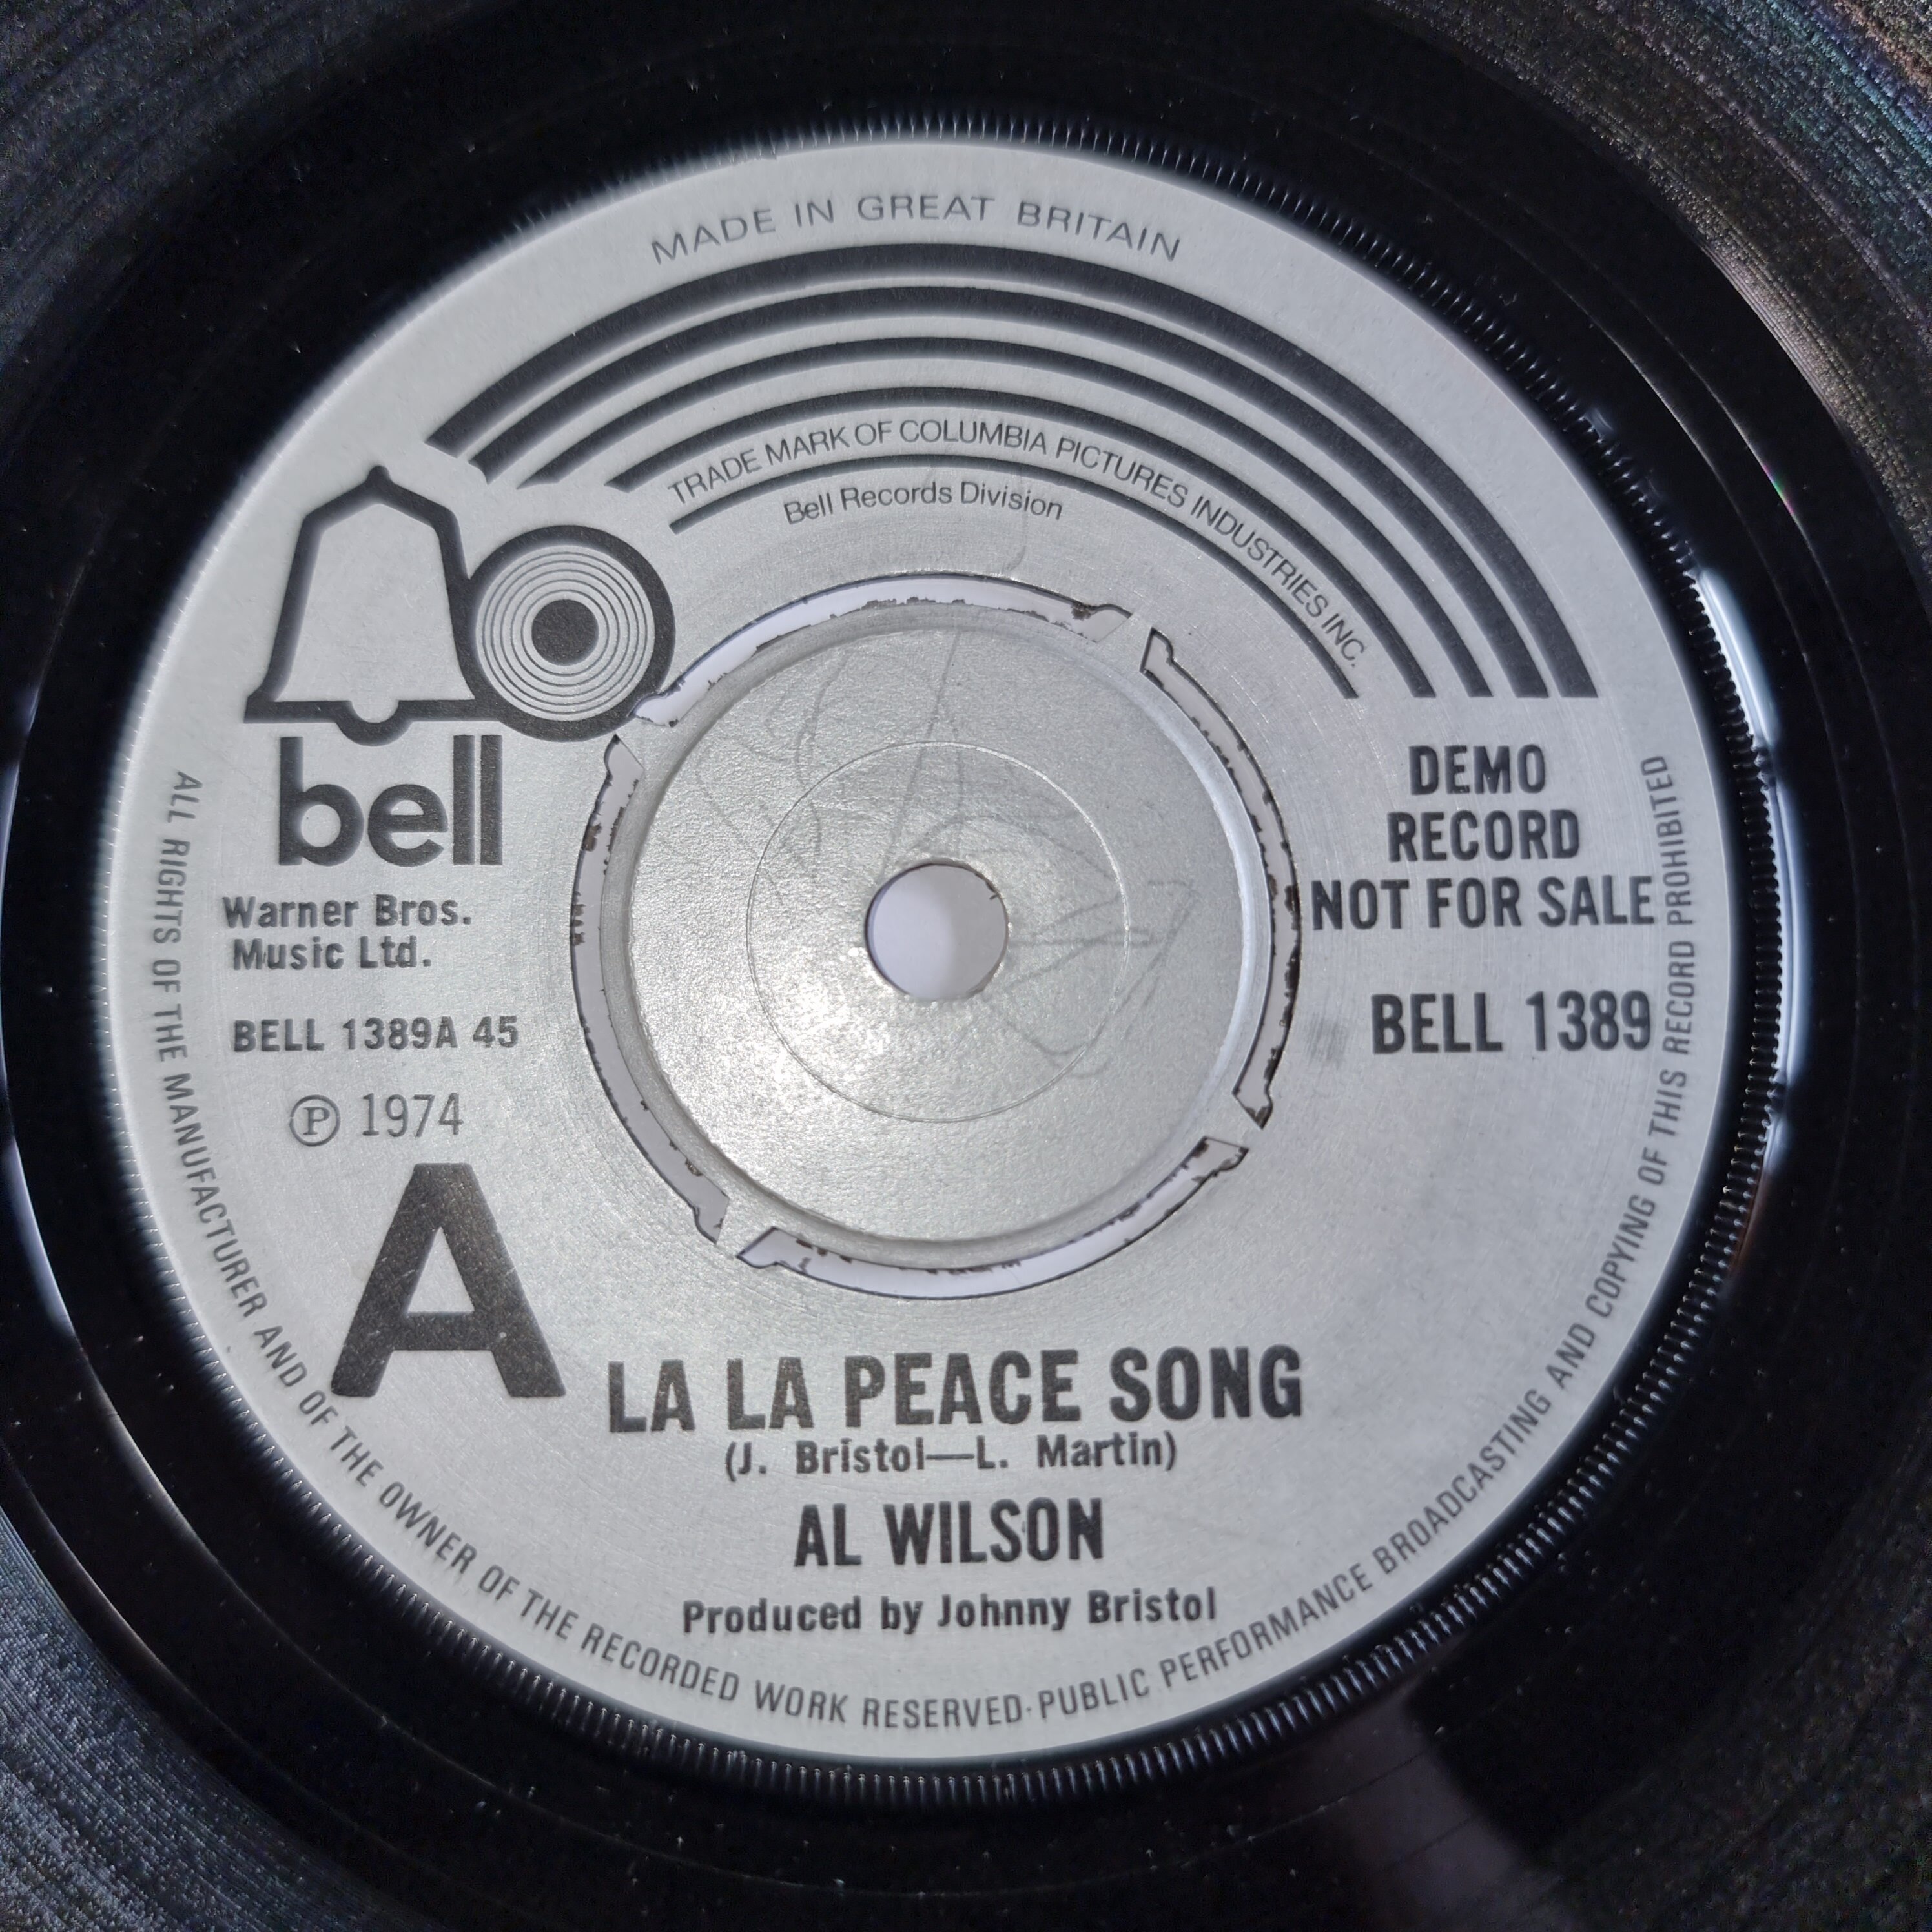 MADE IN GREAT BRITAIN
TRADE MARK OF COLUMBIA PICTURES INDUSTRIES INC.
Bell Records Division
bell
Warner Bros.
Music Ltd.
BELL 1389A 45
Ⓟ 1974
A
DEMO
RECORD
NOT FOR SALE
BELL 1389
LA LA PEACE SONG
(J. Bristol—L. Martin)
AL WILSON
Produced by Johnny Bristol
ALL RIGHTS OF THE MANUFACTURER AND OF THE OWNER OF THE RECORDED WORK RESERVED·PUBLIC PERFORMANCE BROADCASTING AND COPYING OF THIS RECORD PROHIBITED